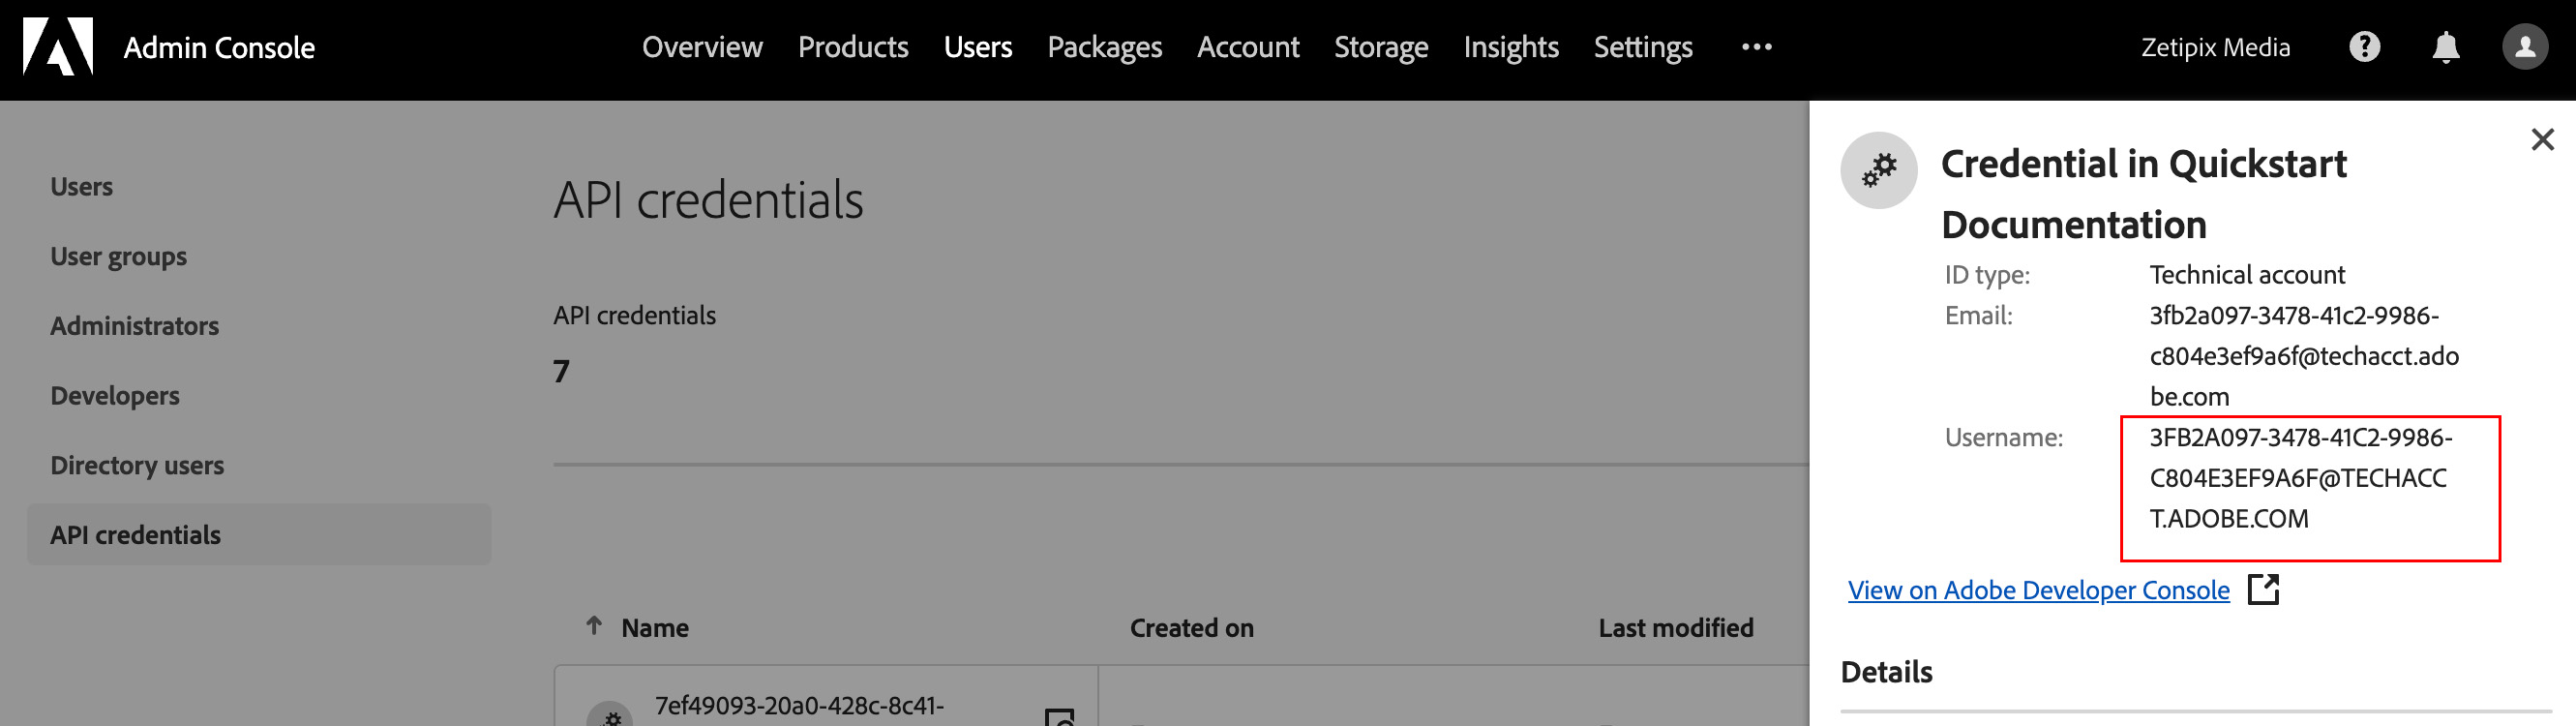 Admin Console
Overview Products Users Packages Account Storage Insights Settings ...
Zetipix Media
Users
User groups
Administrators
Developers
Directory users
API credentials
API credentials
API credentials
7
Name Created on Last modified
7ef49093-20a0-428c-8c41-
Credential in Quickstart
Documentation
ID type: Technical account
Email: 3fb2a097-3478-41c2-9986-
c804e3ef9a6f@techacct.ado
be.com
Username: 3FB2A097-3478-41C2-9986-
C804E3EF9A6F@TECHACC
T.ADOBE.COM
View on Adobe Developer Console
Details